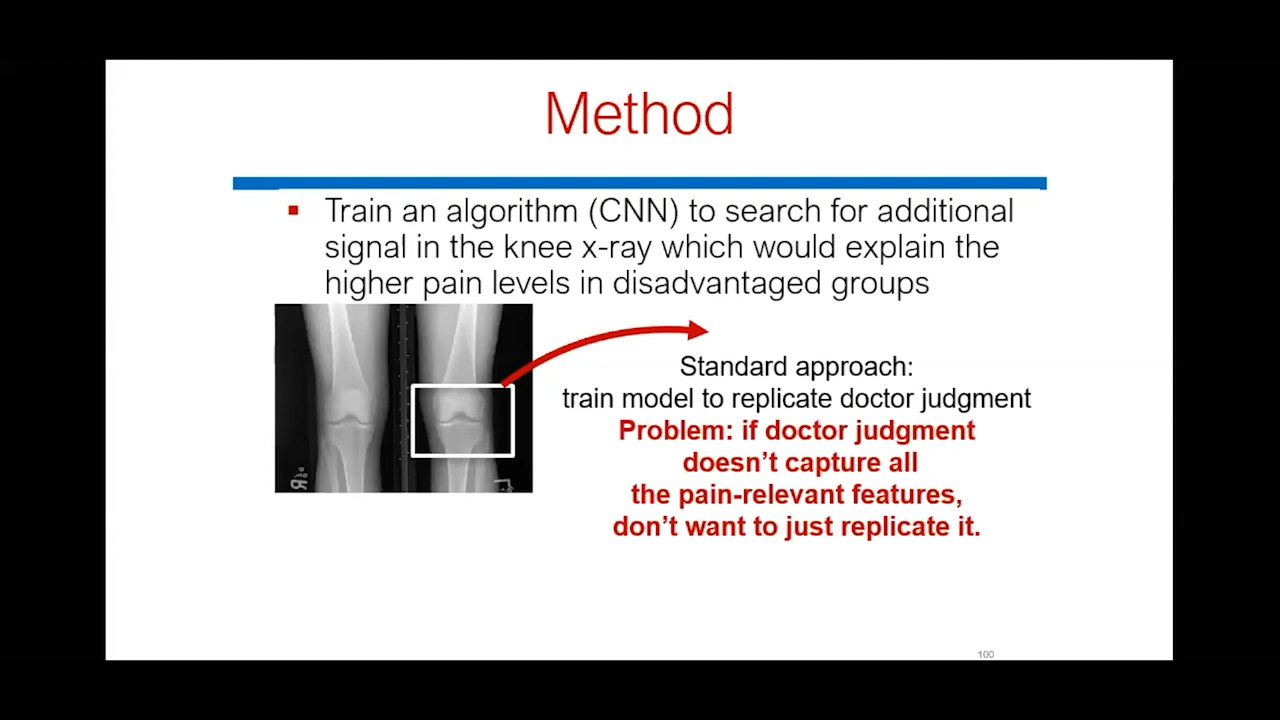 Method
Train an algorithm (CNN) to search for additional
signal in the knee x-ray which would explain the
higher pain levels in disadvantaged groups
Standard approach:
train model to replicate doctor judgment
Problem: if doctor judgment
doesn't capture all
the pain-relevant features,
don't want to just replicate it.
100